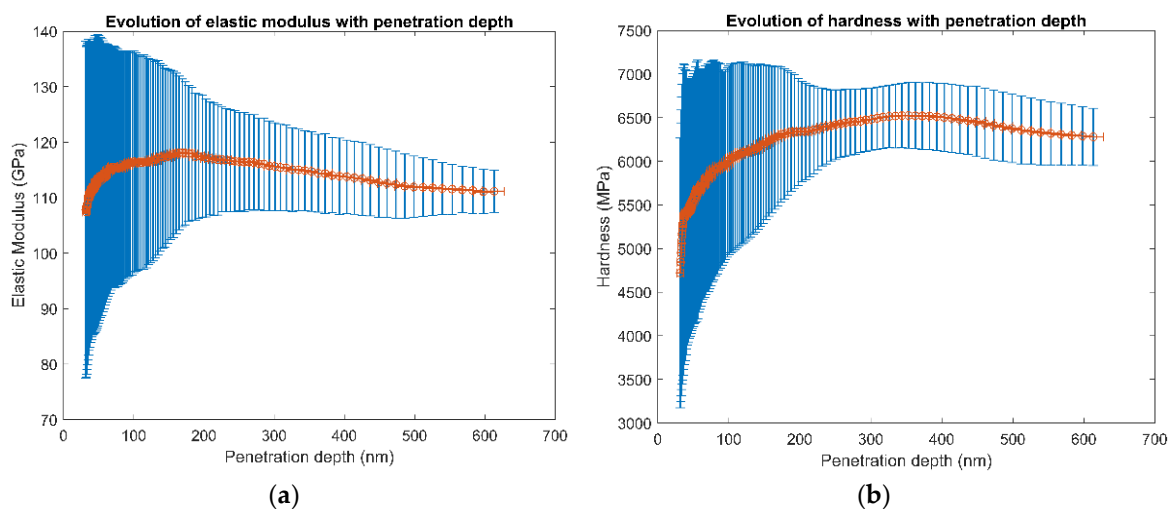 Evolution of elastic modulus with penetration depth
140
130
120
110
100
90
80
70
Elastic Modulus (GPa)
0 100 200 300 400 500 600 700
Penetration depth (nm)
(a)
Evolution of hardness with penetration depth
7500
7000
6500
6000
5500
5000
4500
4000
3500
3000
Hardness (MPa)
0 100 200 300 400 500 600 700
Penetration depth (nm)
(b)